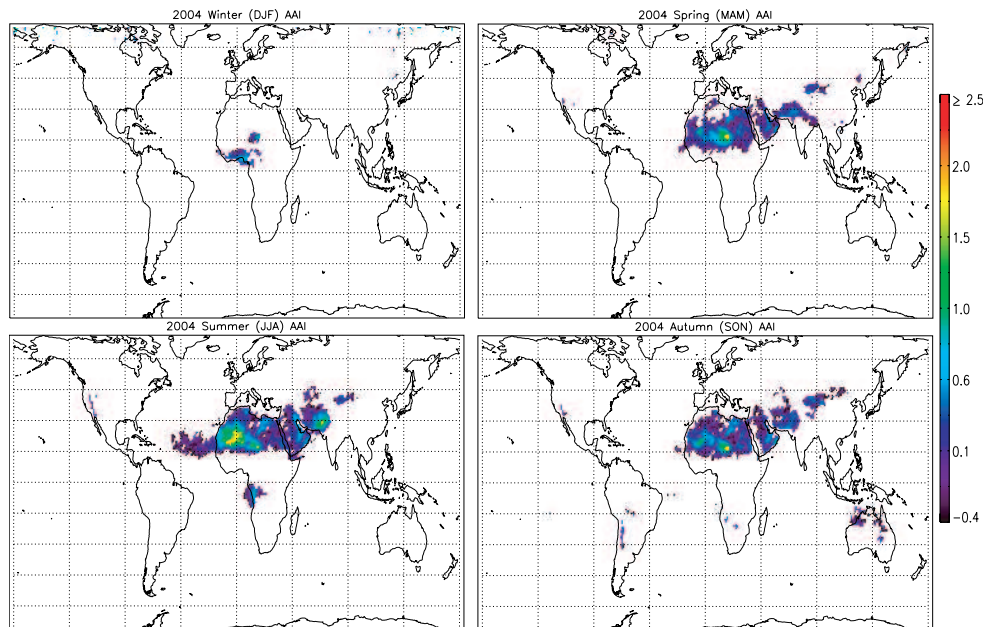 2004 Winter (DJF) AAI
2004 Spring (MAM) AAI
≥ 2.5
2.0
1.5
1.0
0.6
0.1
−0.4
2004 Summer (JJA) AAI
2004 Autumn (SON) AAI